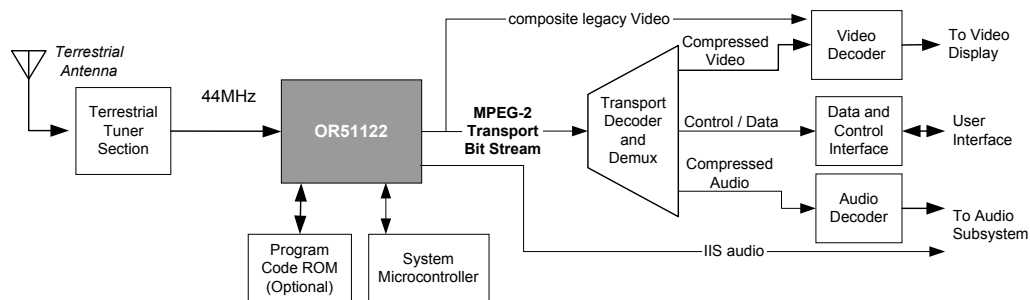 composite legacy Video
Terrestrial
Antenna
Terrestrial
Tuner
Section
44MHz
OR51122
MPEG-2
Transport
Bit Stream
Transport
Decoder
and
Demux
Compressed
Video
Control / Data
Compressed
Audio
Video
Decoder
To Video
Display
Data and
Control
Interface
User
Interface
Audio
Decoder
To Audio
Subsystem
IIS audio
Program
Code ROM
(Optional)
System
Microcontroller